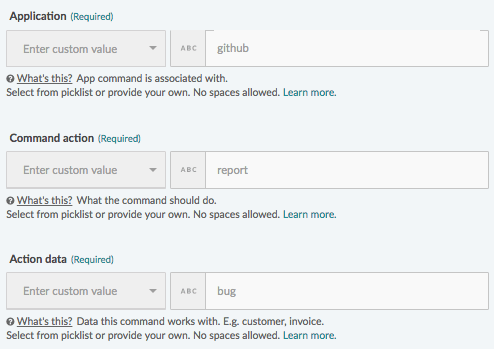 Application (Required)
Enter custom value ABC github
What's this? App command is associated with.
Select from picklist or provide your own. No spaces allowed. Learn more.
Command action (Required)
Enter custom value ABC report
What's this? What the command should do.
Select from picklist or provide your own. No spaces allowed. Learn more.
Action data (Required)
Enter custom value ABC bug
What's this? Data this command works with. E.g. customer, invoice.
Select from picklist or provide your own. No spaces allowed. Learn more.